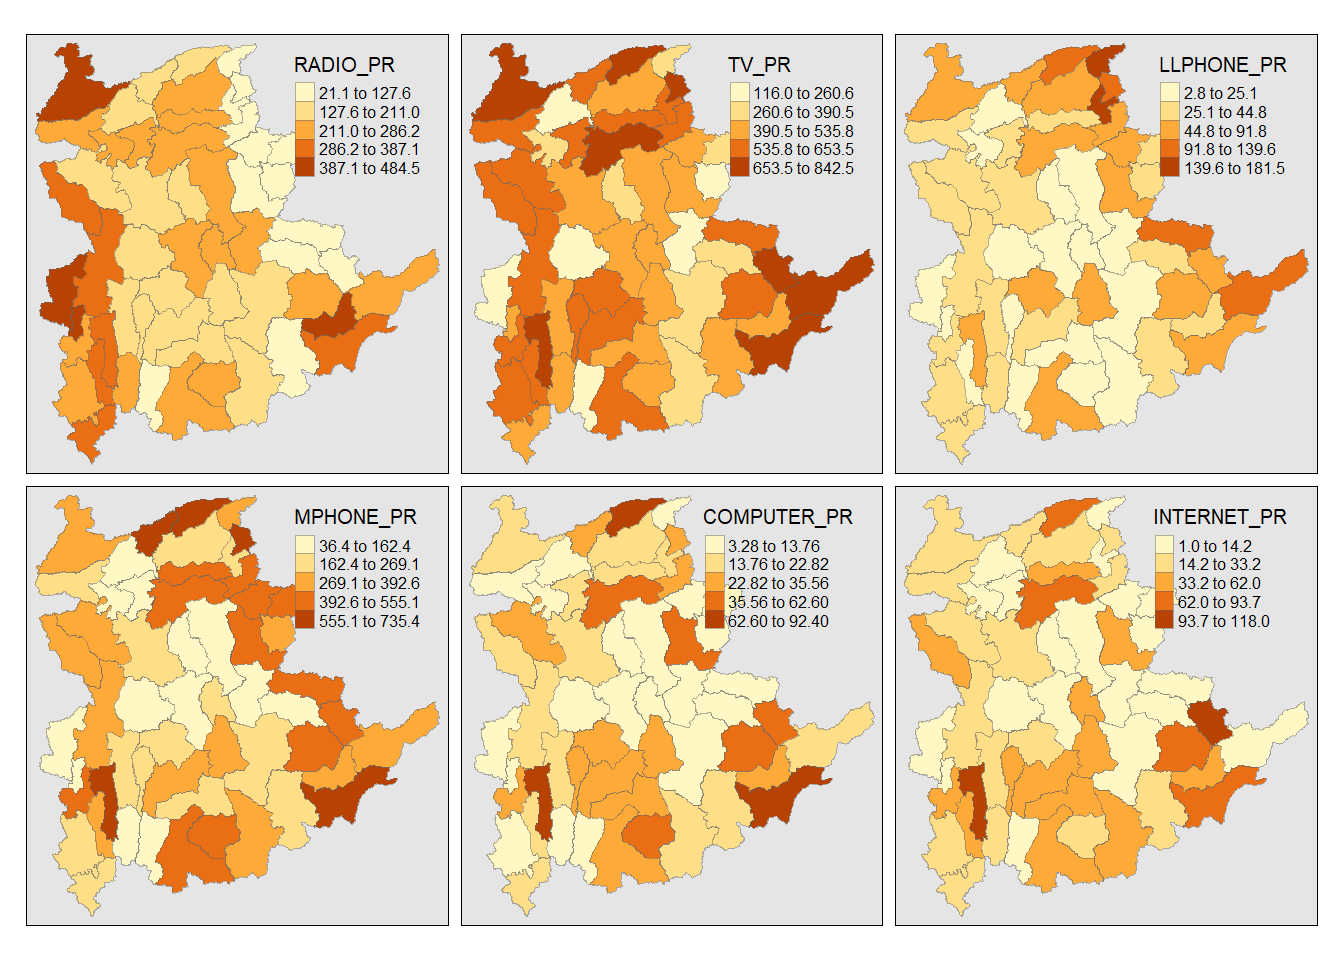 RADIO_PR
21.1 to 127.6
127.6 to 211.0
211.0 to 286.2
286.2 to 387.1
387.1 to 484.5
TV_PR
116.0 to 260.6
260.6 to 390.5
390.5 to 535.8
535.8 to 653.5
653.5 to 842.5
LLPHONE_PR
2.8 to 25.1
25.1 to 44.8
44.8 to 91.8
91.8 to 139.6
139.6 to 181.5
MPHONE_PR
36.4 to 162.4
162.4 to 269.1
269.1 to 392.6
392.6 to 555.1
555.1 to 735.4
COMPUTER_PR
3.28 to 13.76
13.76 to 22.82
22.82 to 35.56
35.56 to 62.60
62.60 to 92.40
INTERNET_PR
1.0 to 14.2
14.2 to 33.2
33.2 to 62.0
62.0 to 93.7
93.7 to 118.0